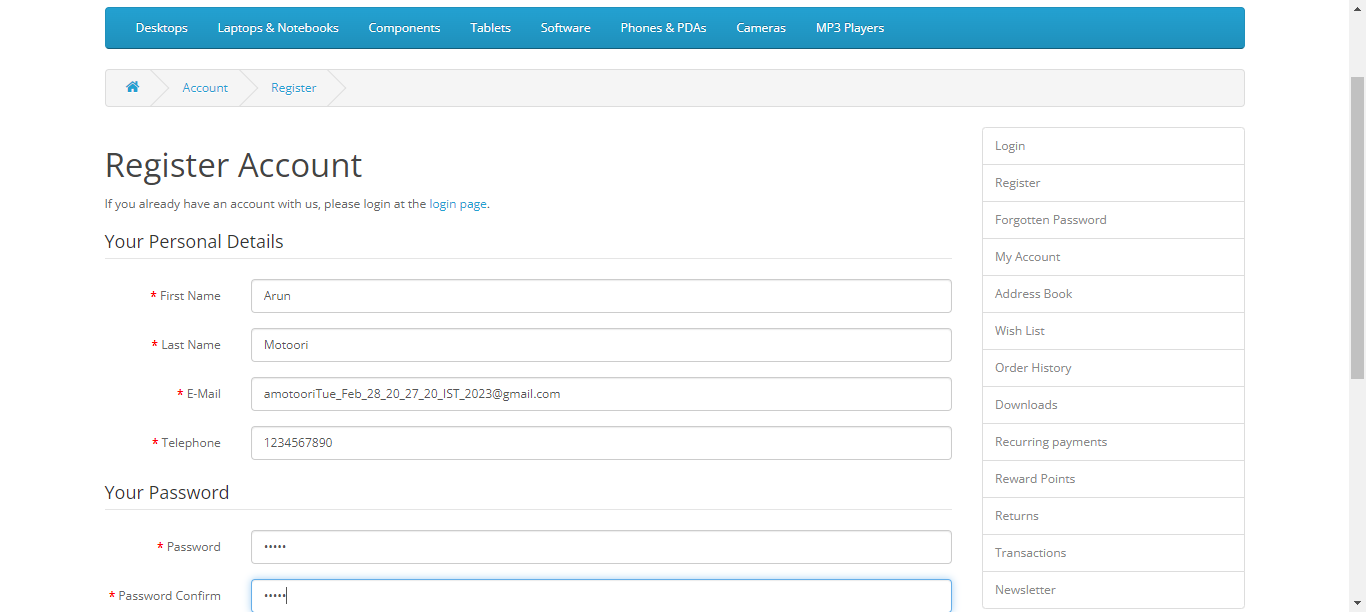 Desktops Laptops & Notebooks Components Tablets Software Phones & PDAs Cameras MP3 Players
Account Register
Register Account
If you already have an account with us, please login at the login page.
Your Personal Details
* First Name Arun
* Last Name Motoori
* E-Mail amotooriTue_Feb_28_20_27_20_IST_2023@gmail.com
* Telephone 1234567890
Your Password
* Password •••••
* Password Confirm •••••
Login
Register
Forgotten Password
My Account
Address Book
Wish List
Order History
Downloads
Recurring payments
Reward Points
Returns
Transactions
Newsletter